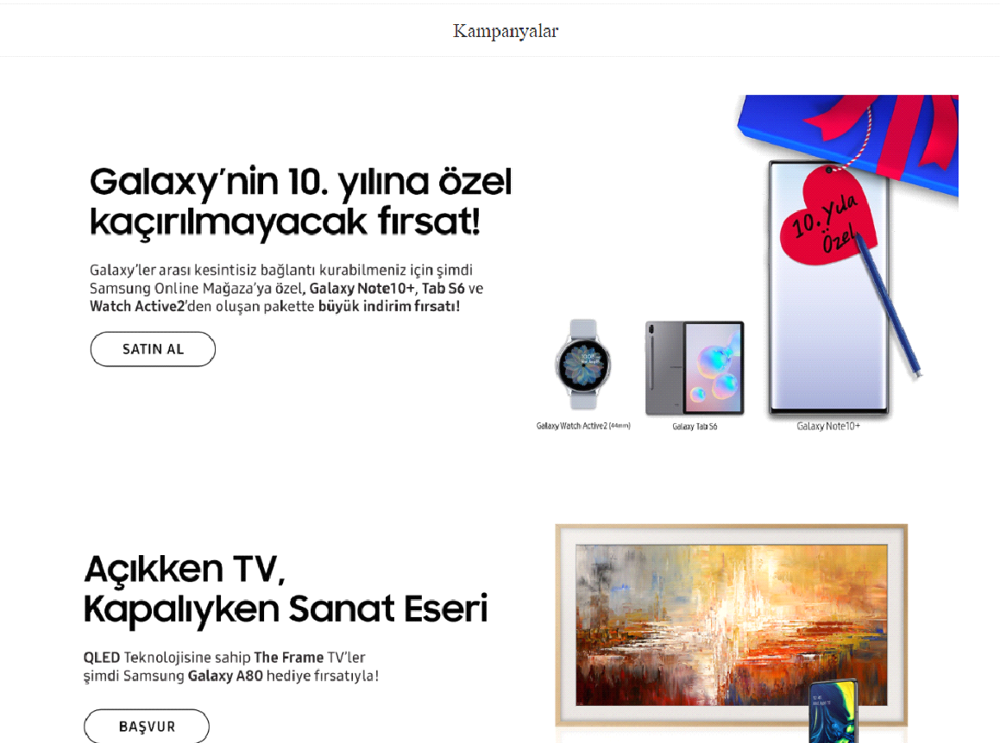 Kampanyalar
Galaxy’nin 10. yılına özel
kaçırılmayacak fırsat!
Galaxy’ler arası kesintisiz bağlantı kurabilmeniz için şimdi
Samsung Online Mağaza’ya özel, Galaxy Note10+, Tab S6 ve
Watch Active2’den oluşan pakette büyük indirim fırsatı!
SATIN AL
10. Yıla
Özel
Galaxy Watch Active2 (44mm)
Galaxy Tab S6
Galaxy Note10+
Açıkken TV,
Kapalıyken Sanat Eseri
QLED Teknolojisine sahip The Frame TV’ler
şimdi Samsung Galaxy A80 hediye fırsatıyla!
BAŞVUR